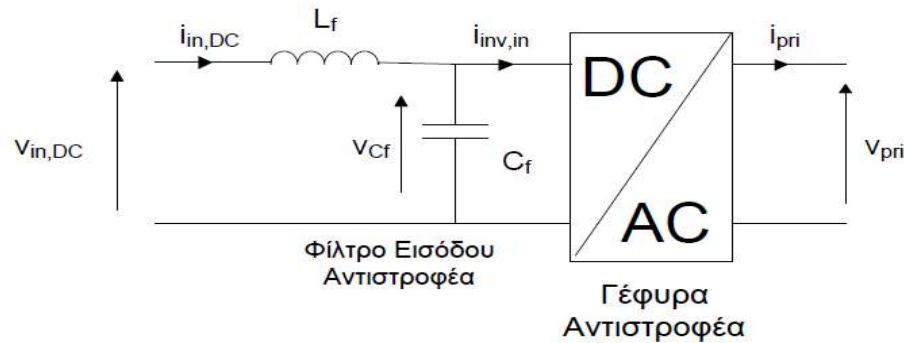 L_f
i_in,DC
i_inv,in
i_pri
DC
v_in,DC
v_Cf
C_f
v_pri
AC
Φίλτρο Εισόδου
Αντιστροφέα
Γέφυρα
Αντιστροφέα